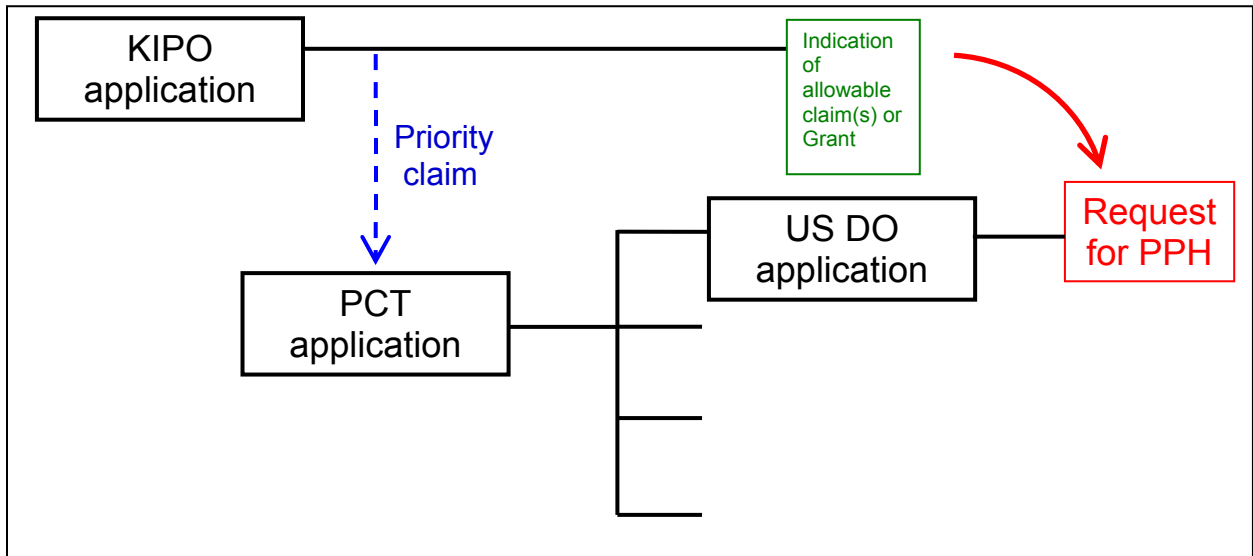 KIPO
application
Indication
of
allowable
claim(s) or
Grant
Priority
claim
US DO
application
Request
for PPH
PCT
application